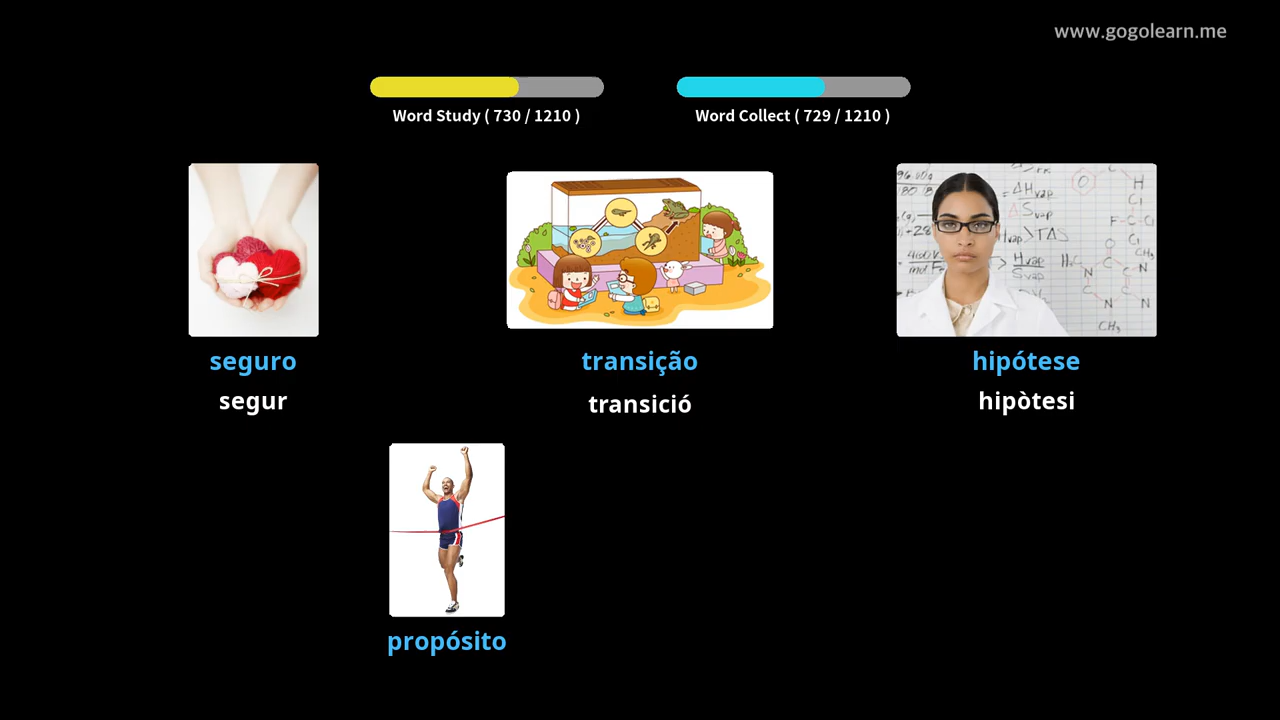 www.gogolearn.me
Word Study ( 730 / 1210 )
Word Collect ( 729 / 1210 )
seguro
segur
transição
transició
hipótese
hipòtesi
propósito